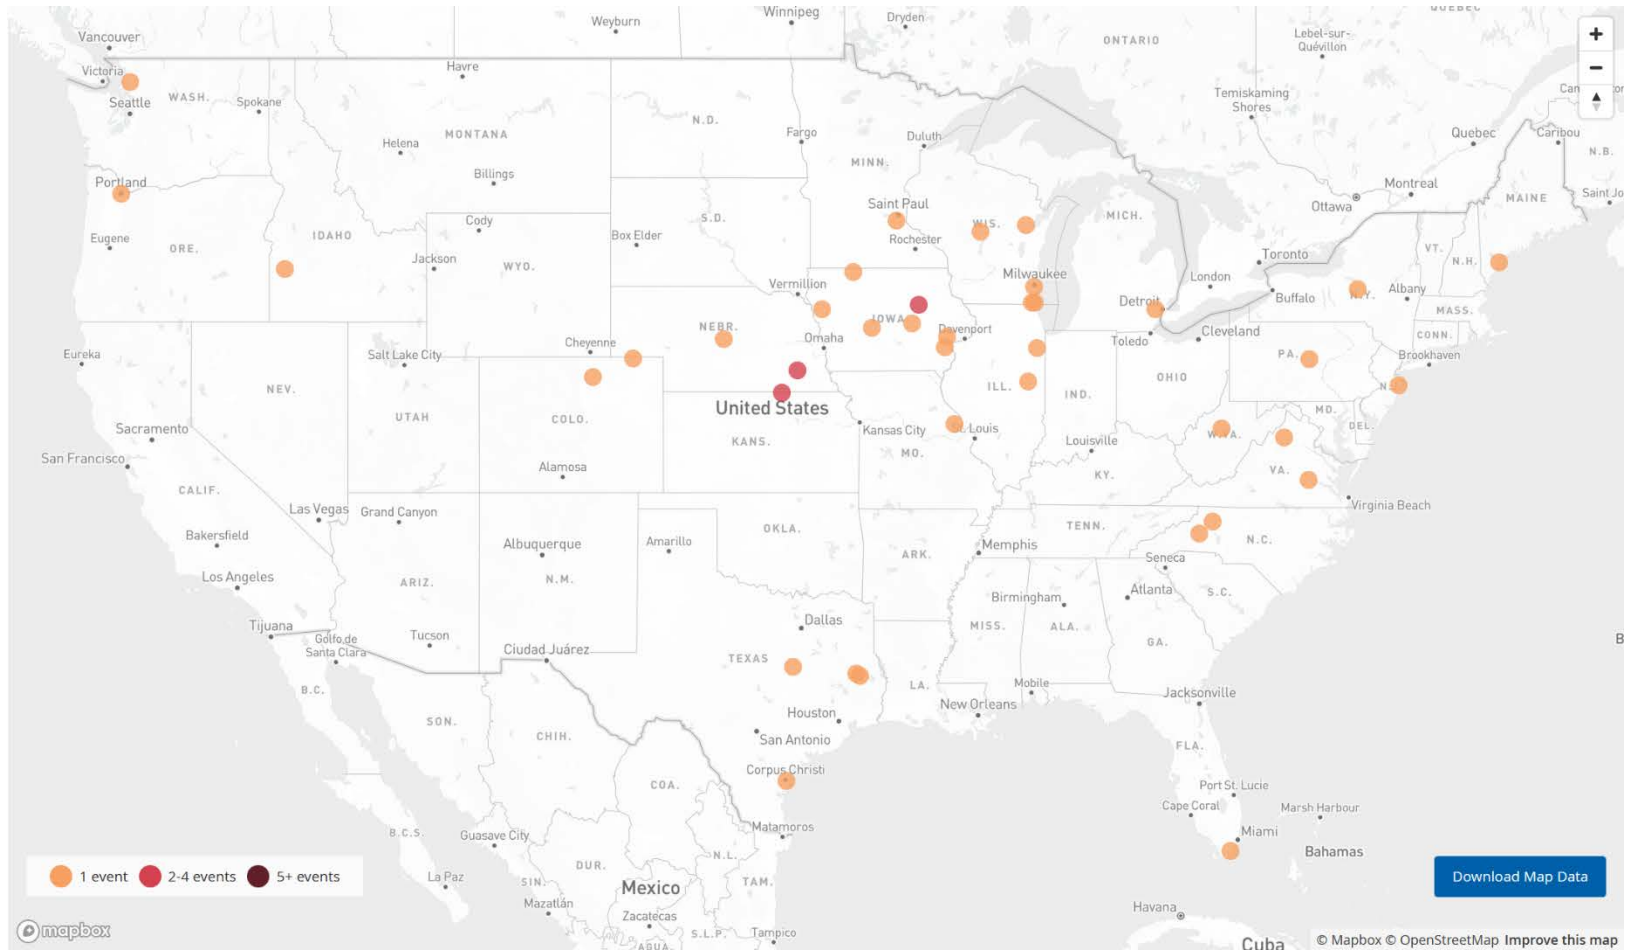 Winnipeg
QUEBEC
Weyburn
Dryden
Vancouver
ONTARIO
Lebel-sur-
Quévillon
Victoria
Havre
Temiskaming
Shores
Seattle
WASH.
Spokane
N.D.
Fargo
Duluth
Quebec
Caribou
Helena
MONTANA
N.B.
MINN.
Billings
Portland
Montreal
Saint Jo
Ottawa
MAINE
Saint Paul
MICH.
Cody
S.D.
WIS.
Eugene
ORE.
IDAHO
Box Elder
Rochester
VT.
N.H.
Toronto
Jackson
WYO.
Milwaukee
London
Vermillion
Detroit
Buffalo
N.Y.
Albany
MASS.
NEBR.
IOWA
Davenport
Cleveland
CONN.
Eureka
Salt Lake City
Cheyenne
Omaha
Toledo
PA.
Brookhaven
NEV.
ILL.
IND.
OHIO
UTAH
COLO.
United States
MD.
Sacramento
KANS.
Kansas City
St. Louis
Louisville
W.VA.
DEL.
San Francisco
Alamosa
MO.
KY.
VA.
CALIF.
Las Vegas
Grand Canyon
Virginia Beach
Bakersfield
Albuquerque
Amarillo
OKLA.
ARK.
Memphis
TENN.
Seneca
N.C.
Los Angeles
ARIZ.
N.M.
Birmingham
Atlanta
S.C.
Tijuana
Golfo de
Santa Clara
Tucson
Ciudad Juárez
Dallas
MISS.
ALA.
GA.
B
B.C.
TEXAS
LA.
Mobile
Jacksonville
SON.
CHIH.
Houston
New Orleans
San Antonio
FLA.
COA.
Corpus Christi
Port St. Lucie
Cape Coral
Marsh Harbour
B.C.S.
Guasave City
Matamoros
Miami
DUR.
N.L.
Bahamas
1 event
2-4 events
5+ events
La Paz
SIN.
Mexico
TAM.
Download Map Data
Mazatlán
Zacatecas
Havana
mapbox
AGUA.
S.L.P.
Tampico
Cuba
© Mapbox © OpenStreetMap Improve this map